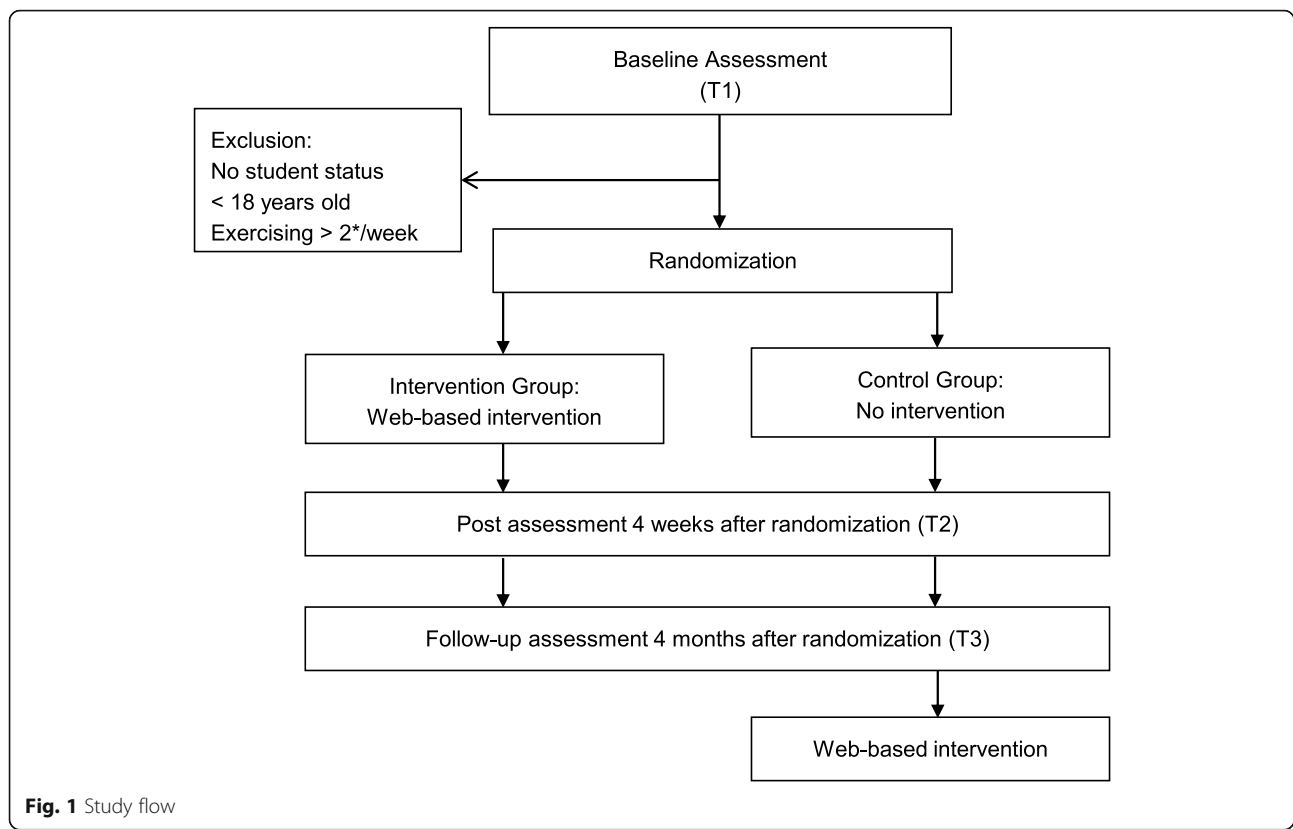 Baseline Assessment
(T1)
Exclusion:
No student status
< 18 years old
Exercising > 2*/week
Randomization
Intervention Group:
Web-based intervention
Control Group:
No intervention
Post assessment 4 weeks after randomization (T2)
Follow-up assessment 4 months after randomization (T3)
Web-based intervention
Fig. 1 Study flow